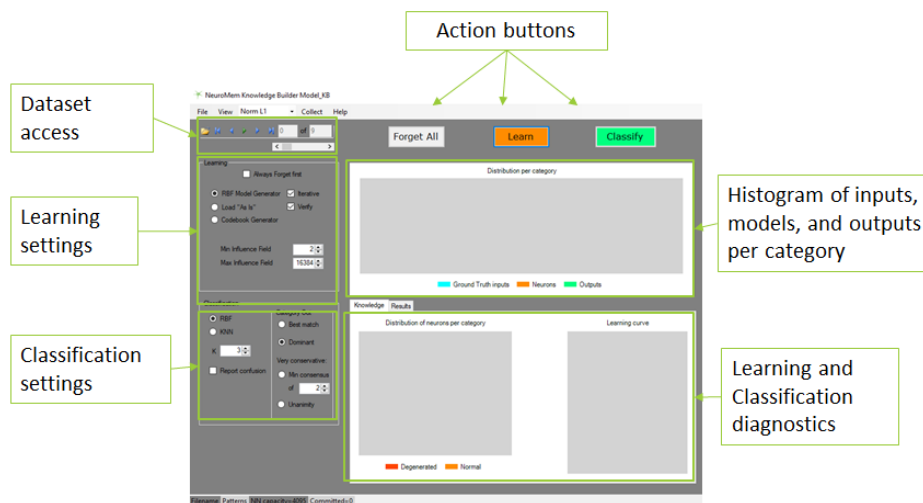 Action buttons
Dataset
access
NeuroMem Knowledge Builder Model_KB
File View Norm L1 Collect Help
0 of 9
Forget All Learn Classify
Learning
Always Forget first
RBF Model Generator Iterative
Load "As Is" Verify
Codebook Generator
Min Influence Field 2
Max Influence Field 16384
Distribution per category
Ground Truth inputs Neurons Outputs
Learning
settings
Histogram of inputs,
models, and outputs
per category
Classification
RBF
KNN
K 3
Report confusion
Category Out
Best match
Dominant
Very conservative:
Min consensus
of 2
Unanimity
Knowledge Results
Distribution of neurons per category Learning curve
Degenerated Normal
Classification
settings
Learning and
Classification
diagnostics
Filename Patterns NN capacity=4095 Committed=0